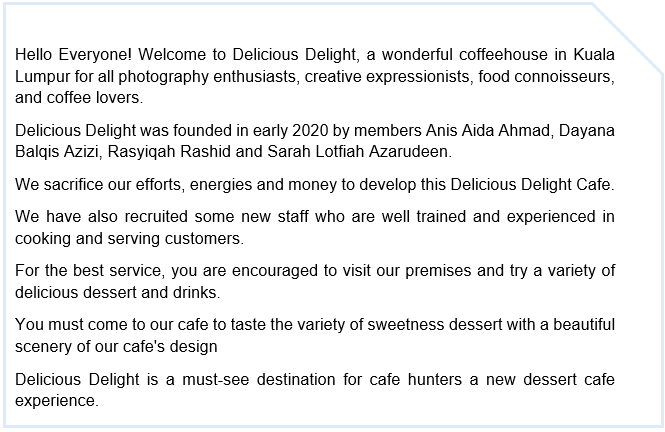 Hello Everyone! Welcome to Delicious Delight, a wonderful coffeehouse in Kuala
Lumpur for all photography enthusiasts, creative expressionists, food connoisseurs,
and coffee lovers.
Delicious Delight was founded in early 2020 by members Anis Aida Ahmad, Dayana
Balqis Azizi, Rasyiqah Rashid and Sarah Lotfiah Azarudeen.
We sacrifice our efforts, energies and money to develop this Delicious Delight Cafe.
We have also recruited some new staff who are well trained and experienced in
cooking and serving customers.
For the best service, you are encouraged to visit our premises and try a variety of
delicious dessert and drinks.
You must come to our cafe to taste the variety of sweetness dessert with a beautiful
scenery of our cafe's design
Delicious Delight is a must-see destination for cafe hunters a new dessert cafe
experience.